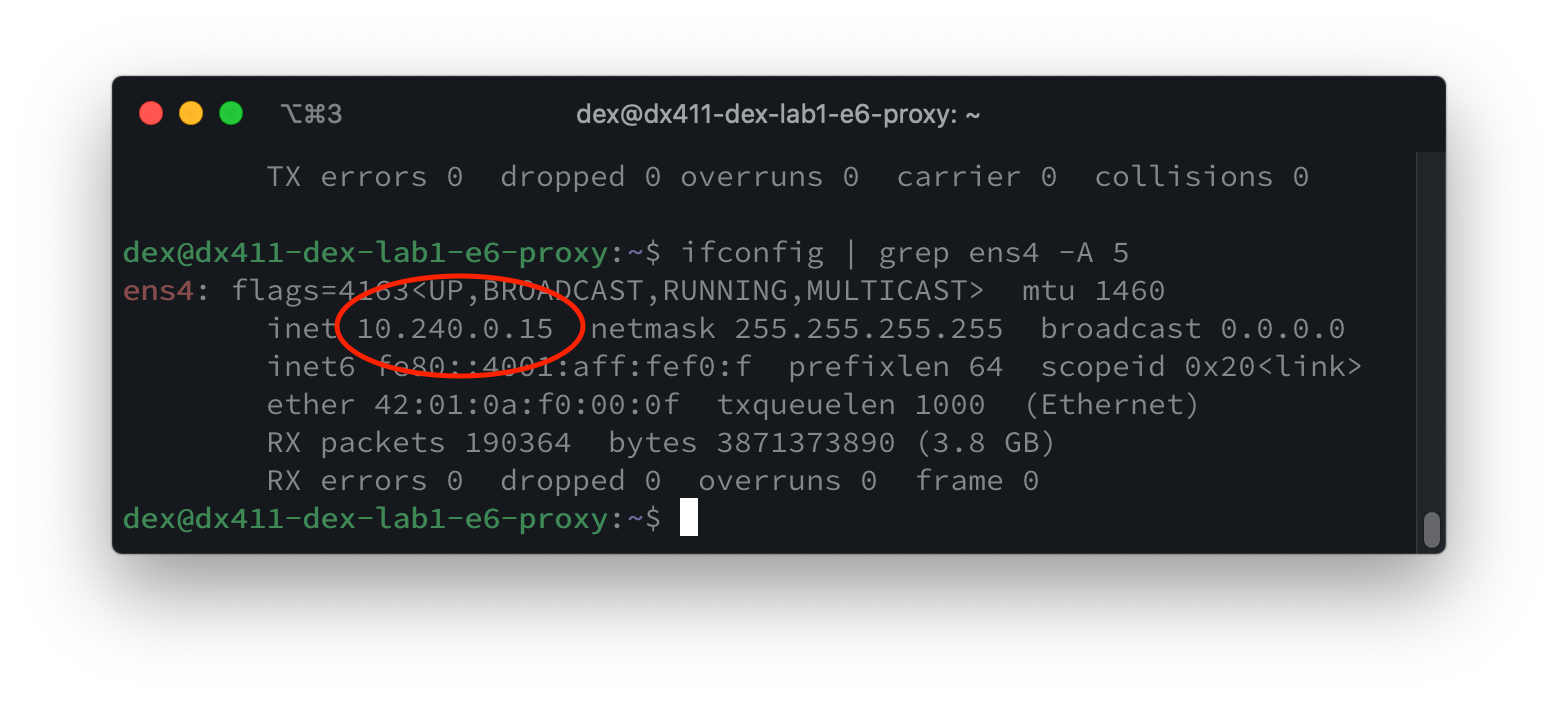 ⌥⌘3 dex@dx411-dex-lab1-e6-proxy: ~
TX errors 0  dropped 0 overruns 0  carrier 0  collisions 0
dex@dx411-dex-lab1-e6-proxy:~$ ifconfig | grep ens4 -A 5
ens4: flags=4163<UP,BROADCAST,RUNNING,MULTICAST>  mtu 1460
inet 10.240.0.15  netmask 255.255.255.255  broadcast 0.0.0.0
inet6 fe80::4001:aff:fef0:f  prefixlen 64  scopeid 0x20<link>
ether 42:01:0a:f0:00:0f  txqueuelen 1000  (Ethernet)
RX packets 190364  bytes 3871373890 (3.8 GB)
RX errors 0  dropped 0  overruns 0  frame 0
dex@dx411-dex-lab1-e6-proxy:~$